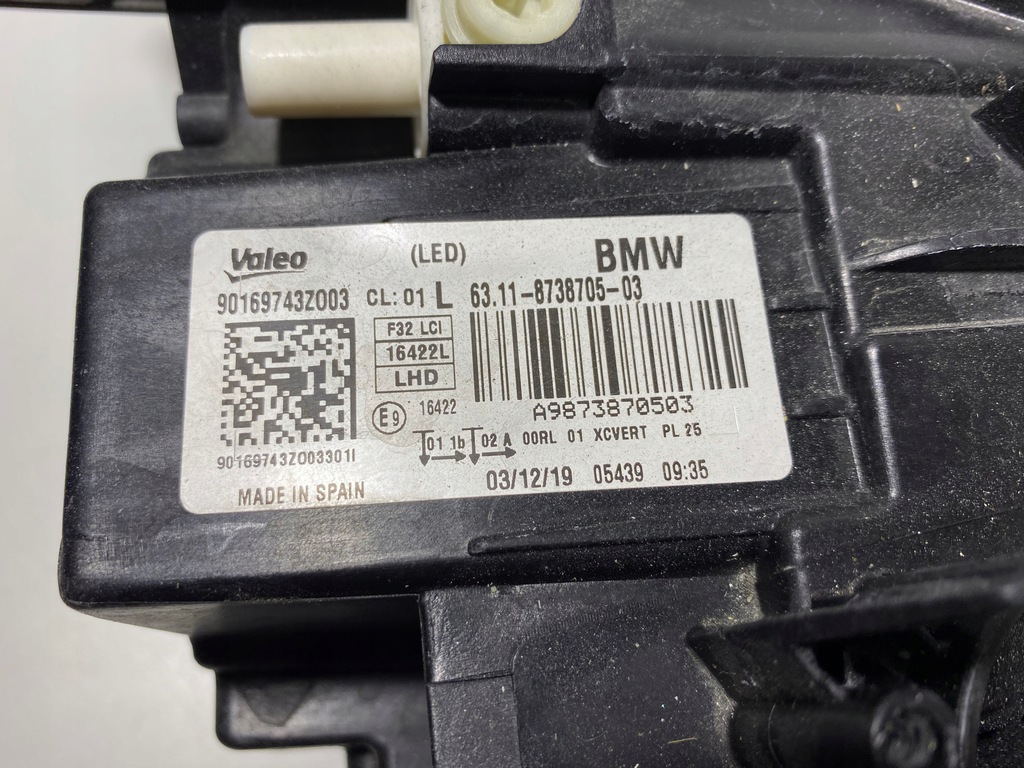 Valeo (LED) BMW
90169743Z003 CL: 01 L 63.11-8738705-03
F32 LCI
16422L
LHD
E9 16422 A9873870503
01 1b 02 A 00RL 01 XCVERT PL 25
90169743Z003301I
03/12/19 05439 09:35
MADE IN SPAIN